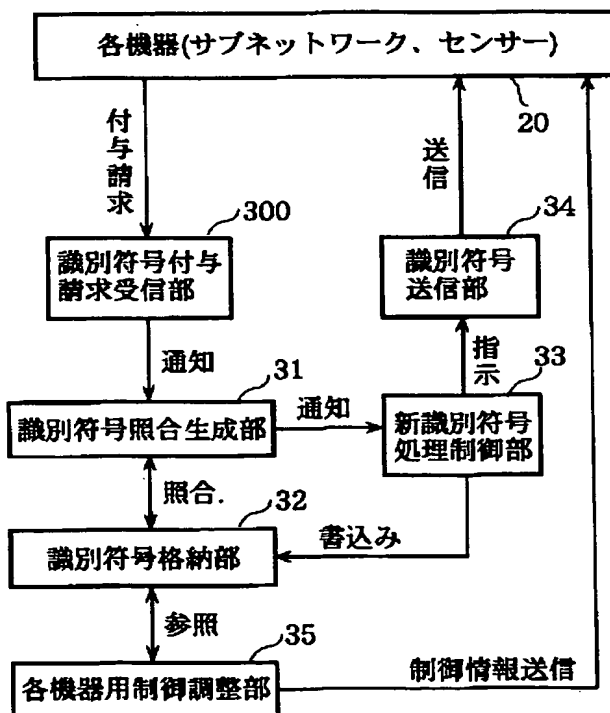 各機器(サブネットワーク、センサー)
20
付与請求
送信
300
34
識別符号付与
請求受信部
識別符号
送信部
通知
指示
31
33
識別符号照合生成部
通知
新識別符号
処理制御部
照合.
32
書込み
識別符号格納部
参照
35
制御情報送信
各機器用制御調整部